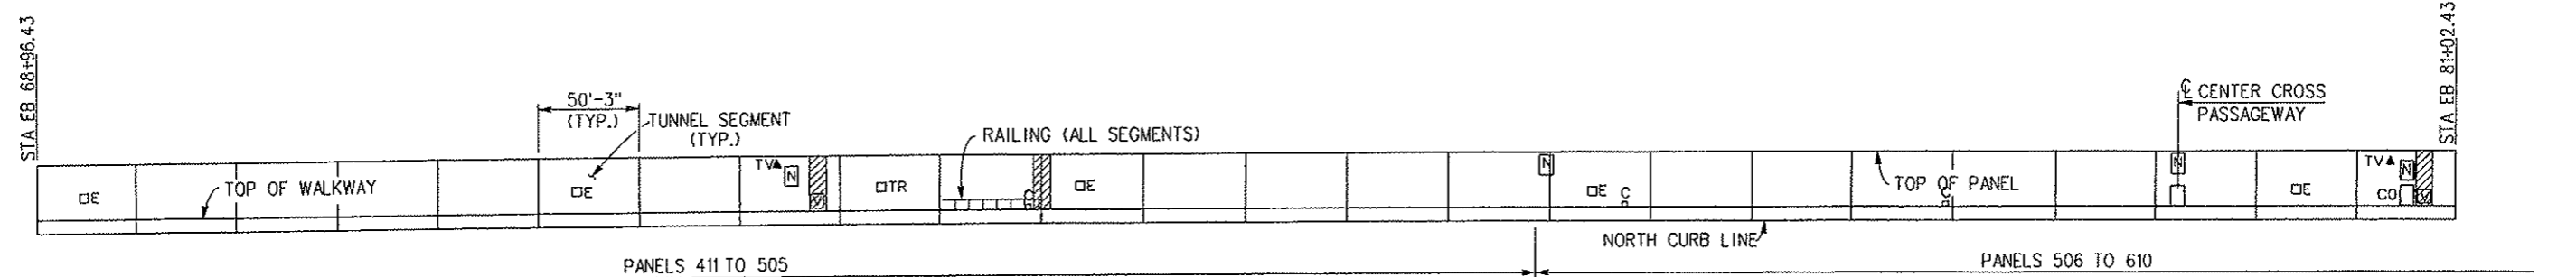 STA EB 68+96.43
STA EB 81+02.43
50'-3"
(TYP.)
TUNNEL SEGMENT
(TYP.)
RAILING (ALL SEGMENTS)
℄ CENTER CROSS
PASSAGEWAY
TV
N
N
N
TV
N
E
TOP OF WALKWAY
E
V
TR
C
E
E
C
TOP OF PANEL
C
E
CO
V
NORTH CURB LINE
PANELS 411 TO 505
PANELS 506 TO 610